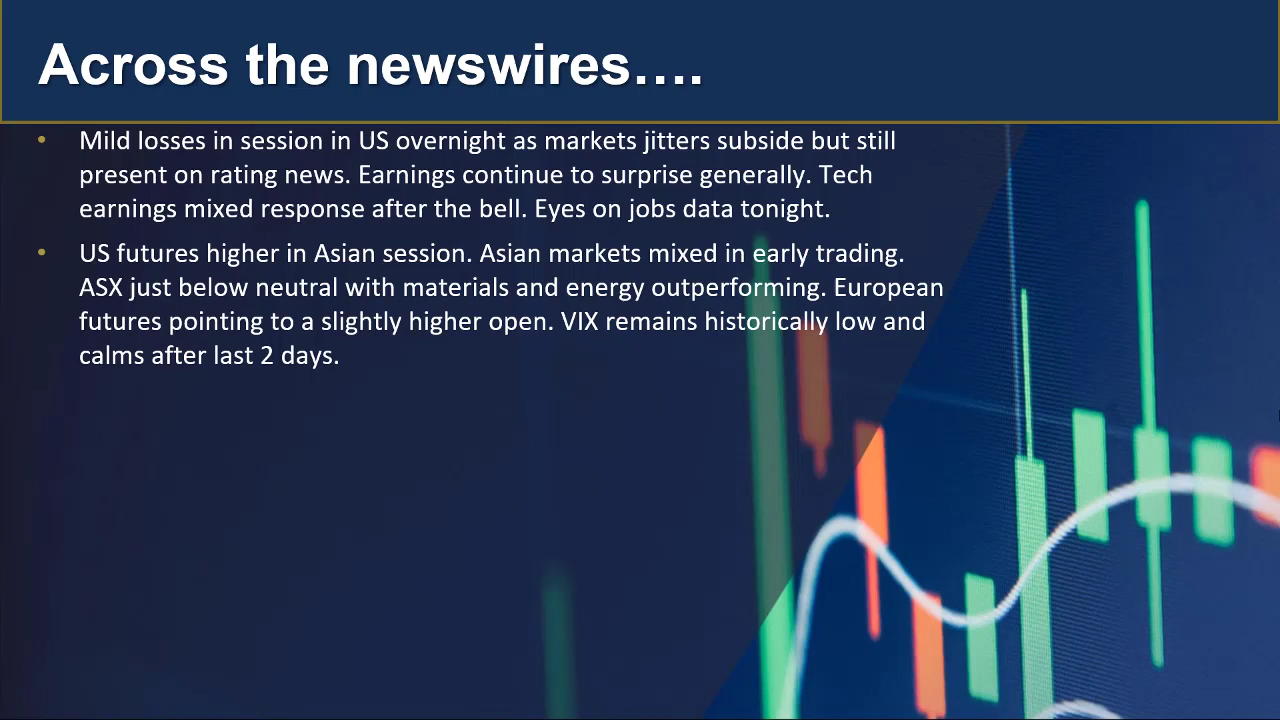 Across the newswires….
• Mild losses in session in US overnight as markets jitters subside but still
present on rating news. Earnings continue to surprise generally. Tech
earnings mixed response after the bell. Eyes on jobs data tonight.
• US futures higher in Asian session. Asian markets mixed in early trading.
ASX just below neutral with materials and energy outperforming. European
futures pointing to a slightly higher open. VIX remains historically low and
calms after last 2 days.